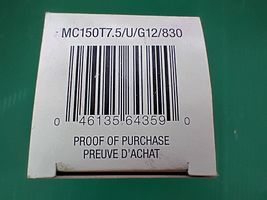 MC150T7.5/U/G12/830
0 46135 64359 0
PROOF OF PURCHASE
PREUVE D'ACHAT